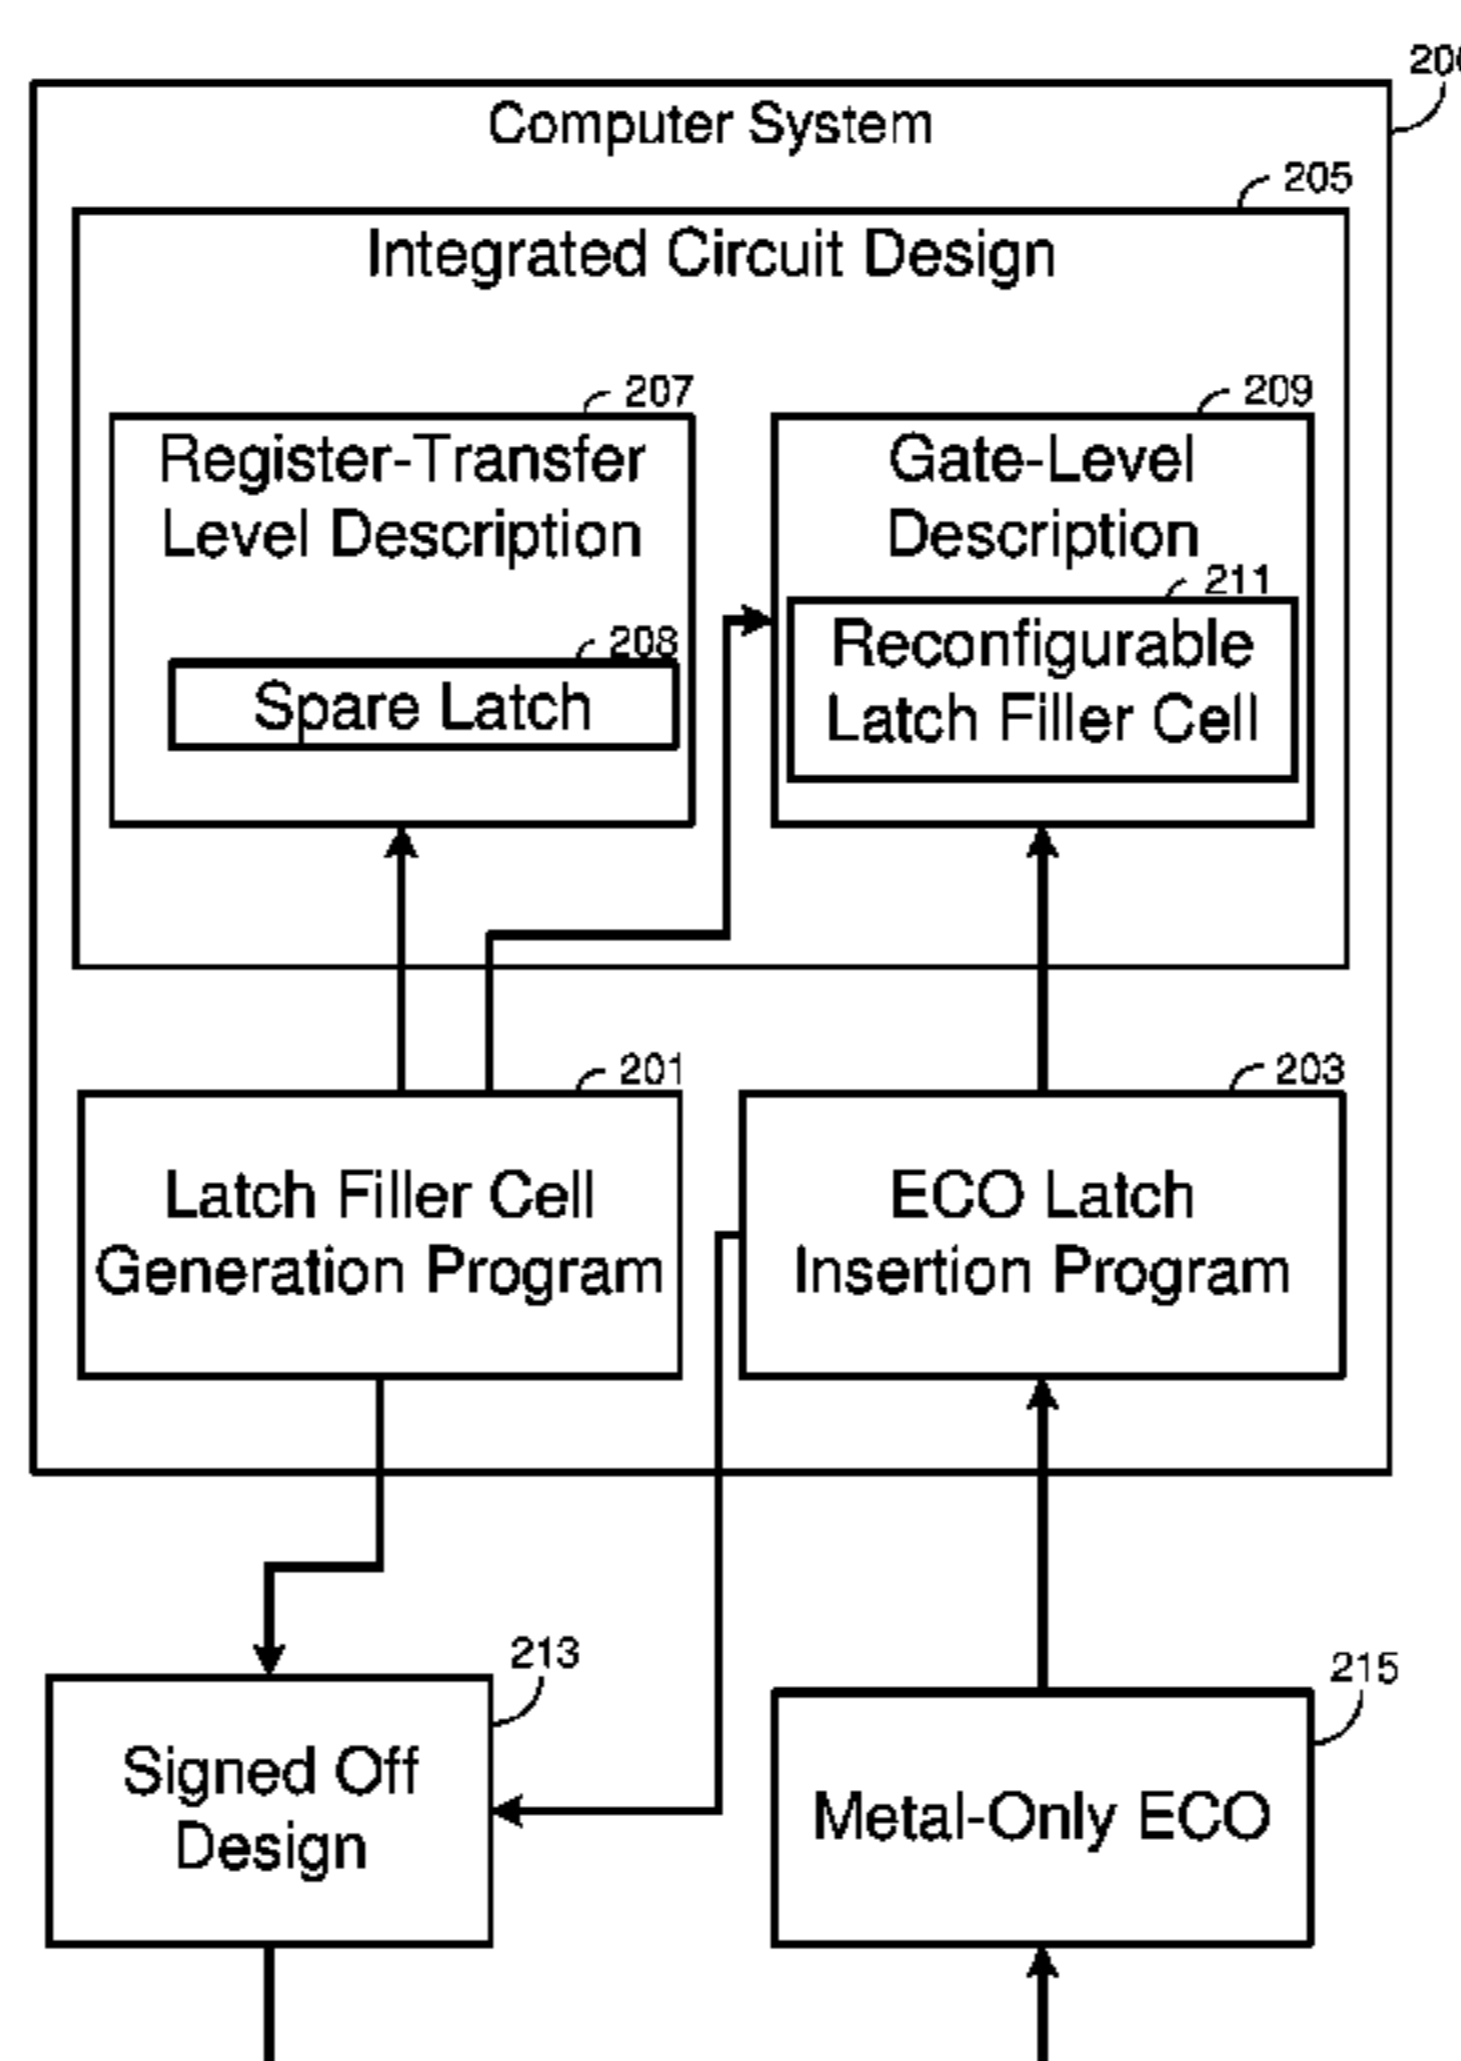 Computer System
205
Integrated Circuit Design
207
Register-Transfer
Level Description
208
Spare Latch
209
Gate-Level
Description
211
Reconfigurable
Latch Filler Cell
201
Latch Filler Cell
Generation Program
203
ECO Latch
Insertion Program
213
Signed Off
Design
215
Metal-Only ECO